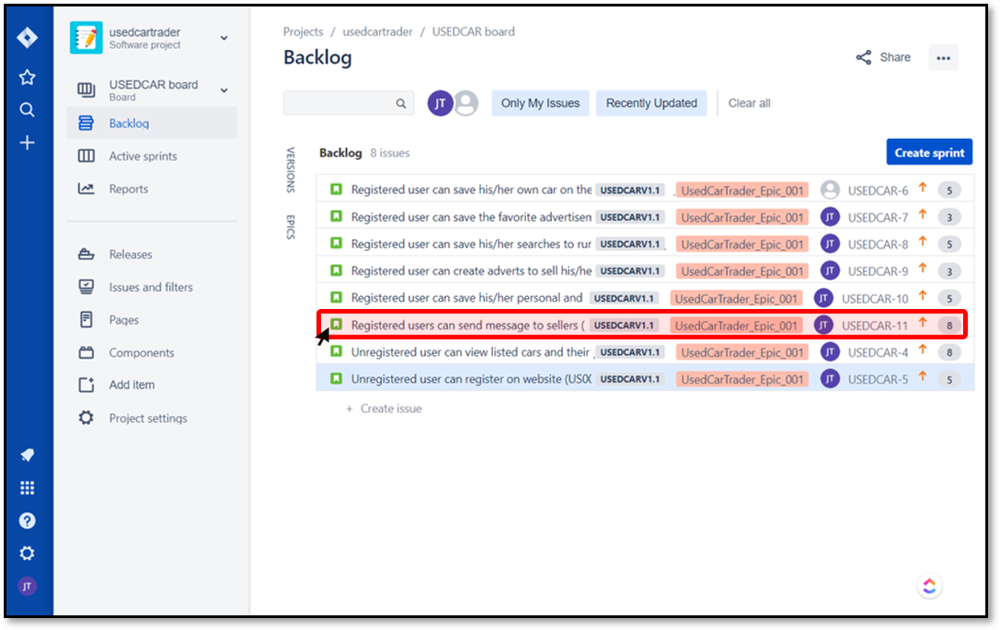 usedcartrader
Software project
USEDCAR board
Board
Backlog
Active sprints
Reports
Releases
Issues and filters
Pages
Components
Add item
Project settings
JT
Projects / usedcartrader / USEDCAR board
Backlog
Share
JT Only My Issues Recently Updated Clear all
VERSIONS
EPICS
Backlog 8 issues Create sprint
Registered user can save his/her own car on the USEDCARV1.1 UsedCarTrader_Epic_001 USEDCAR-6 5
Registered user can save the favorite advertisen USEDCARV1.1 UsedCarTrader_Epic_001 JT USEDCAR-7 3
Registered user can save his/her searches to rur USEDCARV1.1 UsedCarTrader_Epic_001 JT USEDCAR-8 5
Registered user can create adverts to sell his/he USEDCARV1.1 UsedCarTrader_Epic_001 JT USEDCAR-9 3
Registered user can save his/her personal and USEDCARV1.1 UsedCarTrader_Epic_001 JT USEDCAR-10 5
Registered users can send message to sellers ( USEDCARV1.1 UsedCarTrader_Epic_001 JT USEDCAR-11 8
Unregistered user can view listed cars and their USEDCARV1.1 UsedCarTrader_Epic_001 JT USEDCAR-4 8
Unregistered user can register on website (US00 USEDCARV1.1 UsedCarTrader_Epic_001 JT USEDCAR-5 5
+ Create issue